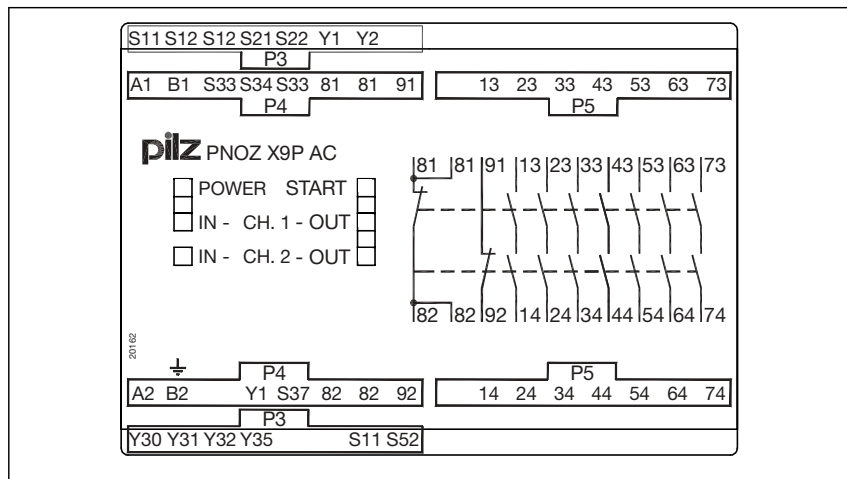 S11 S12 S12 S21 S22 Y1 Y2
P3
A1 B1 S33 S34 S33 81 81 91 13 23 33 43 53 63 73
P4 P5
pilz PNOZ X9P AC
81 81 91 13 23 33 43 53 63 73
POWER START
IN - CH. 1 - OUT
IN - CH. 2 - OUT
82 82 92 14 24 34 44 54 64 74
20162
P4 P5
A2 B2 Y1 S37 82 82 92 14 24 34 44 54 64 74
P3
Y30 Y31 Y32 Y35 S11 S52